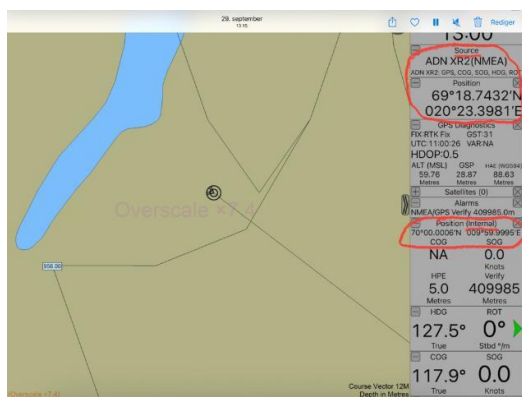 29. september
13:15
Rediger
13:00
Source
ADN XR2(NMEA)
ADN XR2: GPS, COG, SOG, HDG, ROT
Position
69°18.7432'N
020°23.3981'E
GPS Diagnostics
FIX:RTK Fix GST:31
UTC:11:00:26 VAR:NA
HDOP:0.5
ALT (MSL) GSP HAE (WGS84)
59.76 28.87 88.63
Metres Metres Metres
Satellites (0)
Alarms
NMEA/GPS Verify 409985.0m
Position (Internal)
70°00.0006'N 009°59.9995'E
COG SOG
NA 0.0
Knots
HPE Verify
5.0 409985
Metres Metres
HDG ROT
127.5° 0°
True Stbd °/m
COG SOG
117.9° 0.0
True Knots
Overscale ×7.4
956.00
Course Vector 12M
Depth in Metres
Overscale ×7.4